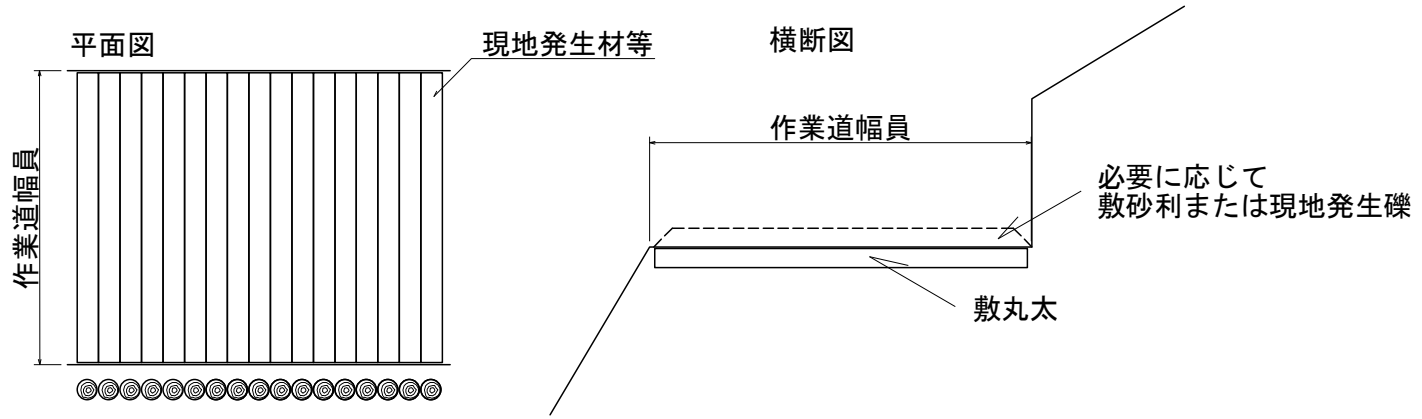 平面図
現地発生材等
作業道幅員
横断図
作業道幅員
必要に応じて
敷砂利または現地発生礫
敷丸太